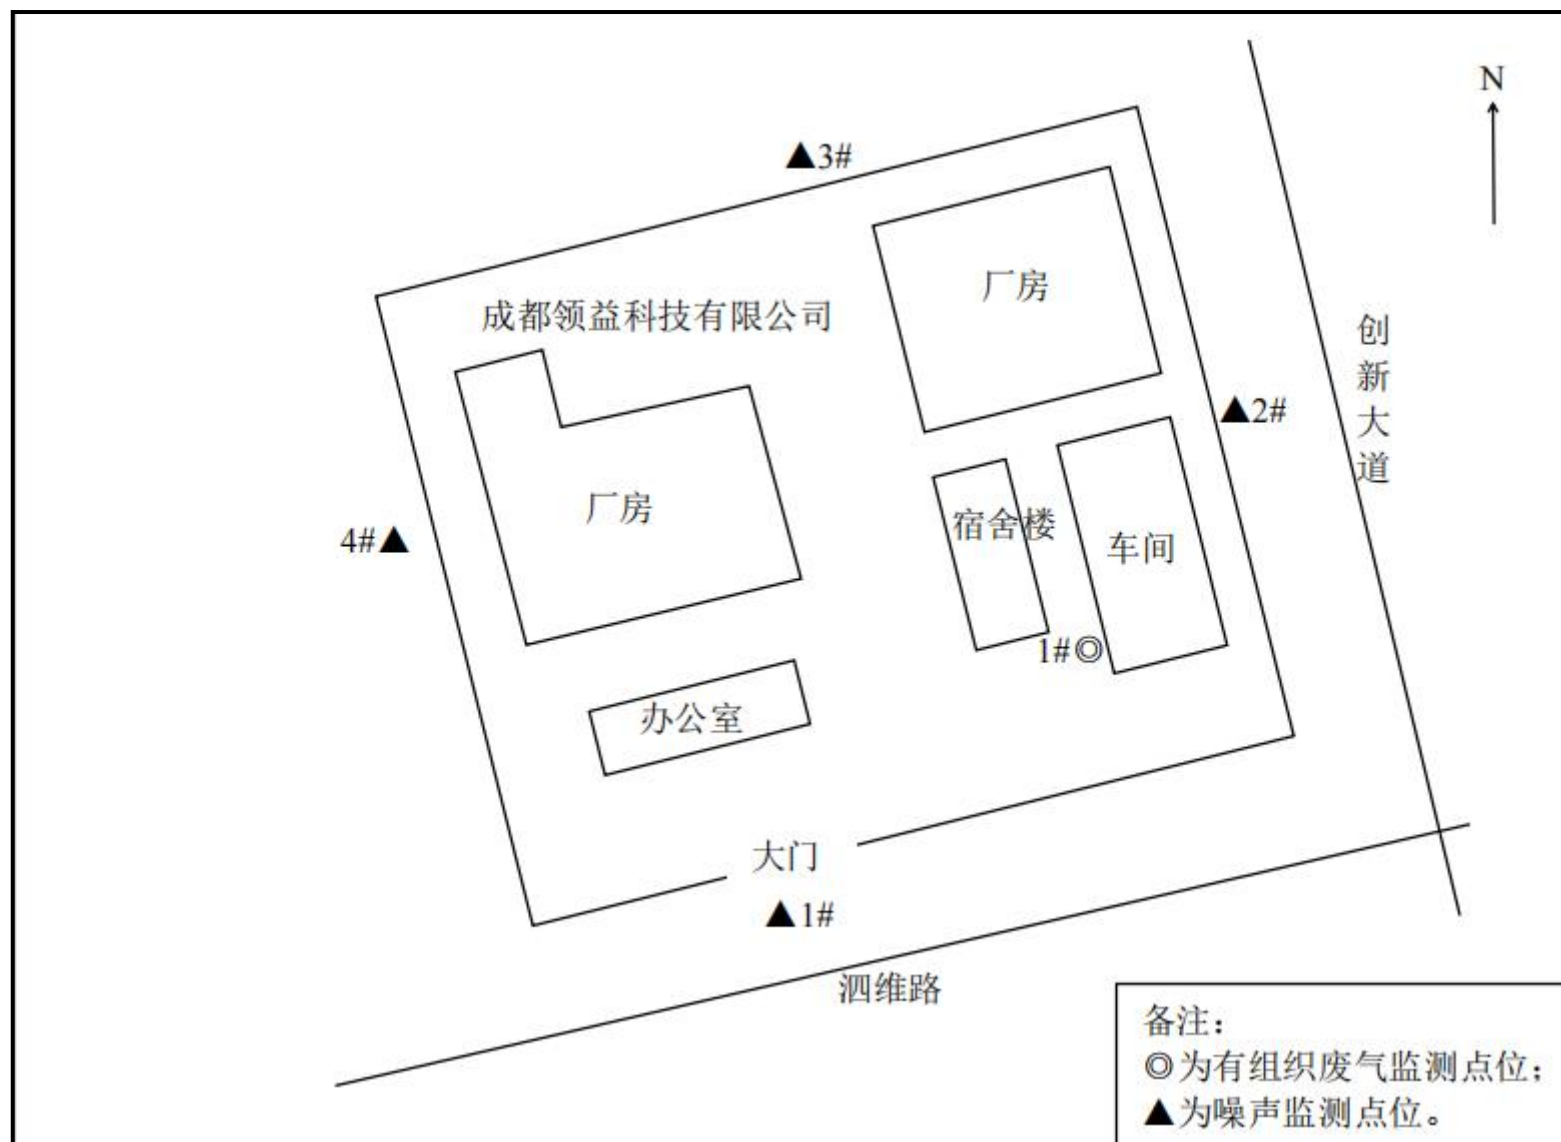 N
▲3#
厂房
成都领益科技有限公司
创新大道
▲2#
厂房
宿舍楼
车间
4#▲
1#◎
办公室
大门
▲1#
泗维路
备注：
◎为有组织废气监测点位；
▲为噪声监测点位。